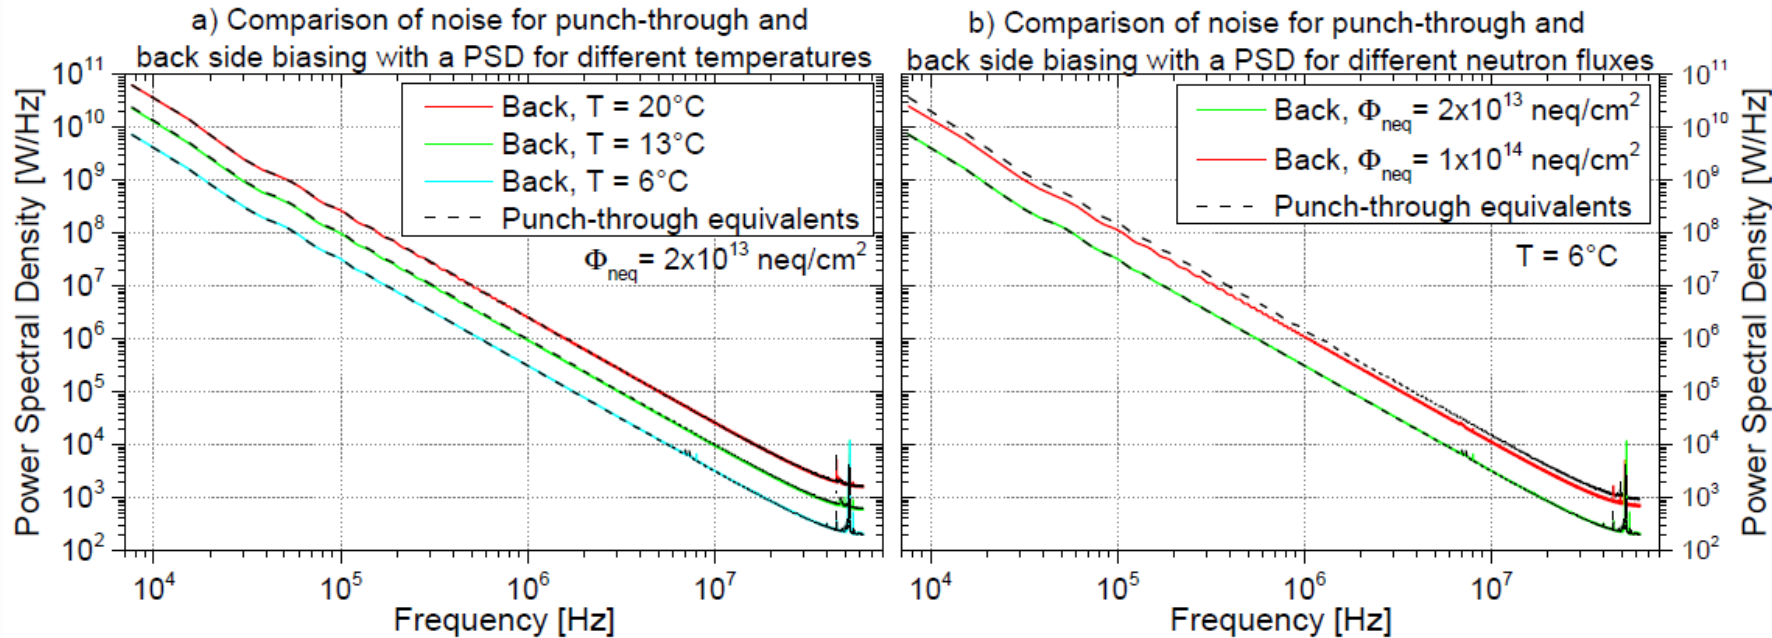 a) Comparison of noise for punch-through and
back side biasing with a PSD for different temperatures
Power Spectral Density [W/Hz]
10¹¹
10¹⁰
10⁹
10⁸
10⁷
10⁶
10⁵
10⁴
10³
10²
Back, T = 20°C
Back, T = 13°C
Back, T = 6°C
Punch-through equivalents
Φneq= 2x10¹³ neq/cm²
10⁴ 10⁵ 10⁶ 10⁷
Frequency [Hz]
b) Comparison of noise for punch-through and
back side biasing with a PSD for different neutron fluxes
Back, Φneq= 2x10¹³ neq/cm²
Back, Φneq= 1x10¹⁴ neq/cm²
Punch-through equivalents
T = 6°C
10¹¹
10¹⁰
10⁹
10⁸
10⁷
10⁶
10⁵
10⁴
10³
10²
Power Spectral Density [W/Hz]
10⁴ 10⁵ 10⁶ 10⁷
Frequency [Hz]